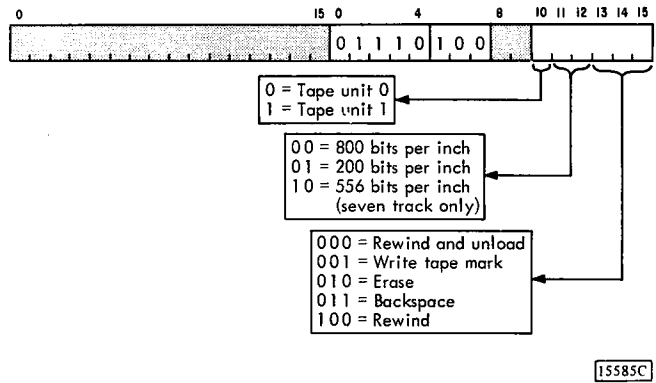 0 15 0 4 8 10 11 12 13 14 15
0 1 1 1 0 1 0 0
0 = Tape unit 0
1 = Tape unit 1
00 = 800 bits per inch
01 = 200 bits per inch
10 = 556 bits per inch
(seven track only)
000 = Rewind and unload
001 = Write tape mark
010 = Erase
011 = Backspace
100 = Rewind
15585C